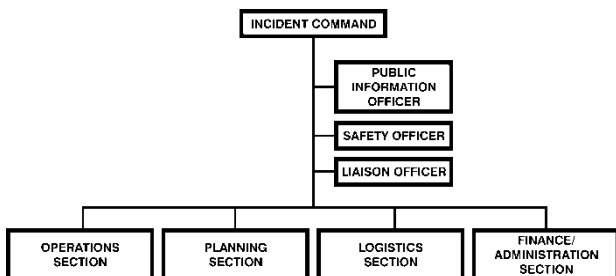 INCIDENT COMMAND
PUBLIC
INFORMATION
OFFICER
SAFETY OFFICER
LIAISON OFFICER
OPERATIONS
SECTION
PLANNING
SECTION
LOGISTICS
SECTION
FINANCE/
ADMINISTRATION
SECTION